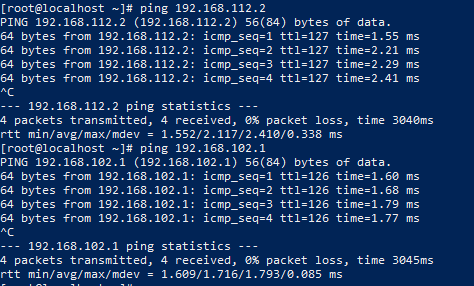 [root@localhost ~]# ping 192.168.112.2
PING 192.168.112.2 (192.168.112.2) 56(84) bytes of data.
64 bytes from 192.168.112.2: icmp_seq=1 ttl=127 time=1.55 ms
64 bytes from 192.168.112.2: icmp_seq=2 ttl=127 time=2.21 ms
64 bytes from 192.168.112.2: icmp_seq=3 ttl=127 time=2.29 ms
64 bytes from 192.168.112.2: icmp_seq=4 ttl=127 time=2.41 ms
^C
--- 192.168.112.2 ping statistics ---
4 packets transmitted, 4 received, 0% packet loss, time 3040ms
rtt min/avg/max/mdev = 1.552/2.117/2.410/0.338 ms
[root@localhost ~]# ping 192.168.102.1
PING 192.168.102.1 (192.168.102.1) 56(84) bytes of data.
64 bytes from 192.168.102.1: icmp_seq=1 ttl=126 time=1.60 ms
64 bytes from 192.168.102.1: icmp_seq=2 ttl=126 time=1.68 ms
64 bytes from 192.168.102.1: icmp_seq=3 ttl=126 time=1.79 ms
64 bytes from 192.168.102.1: icmp_seq=4 ttl=126 time=1.77 ms
^C
--- 192.168.102.1 ping statistics ---
4 packets transmitted, 4 received, 0% packet loss, time 3045ms
rtt min/avg/max/mdev = 1.609/1.716/1.793/0.085 ms